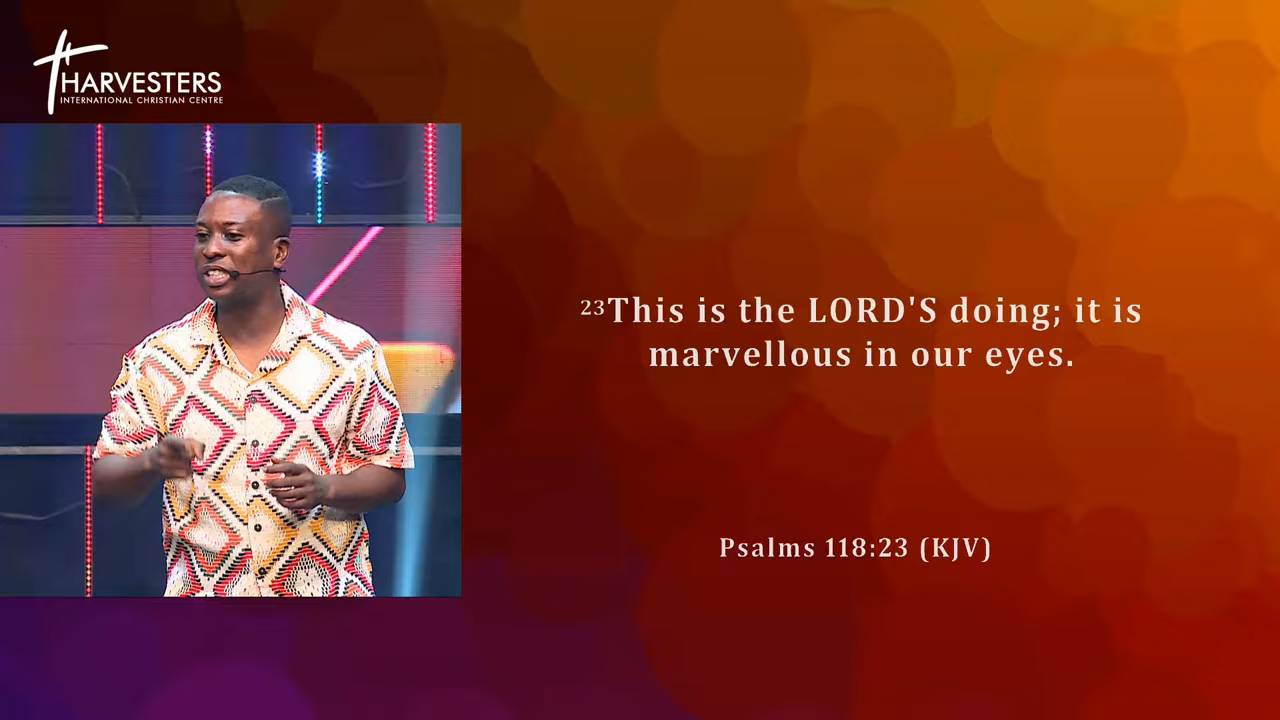 HARVESTERS
INTERNATIONAL CHRISTIAN CENTRE
²³This is the LORD'S doing; it is
marvellous in our eyes.
Psalms 118:23 (KJV)